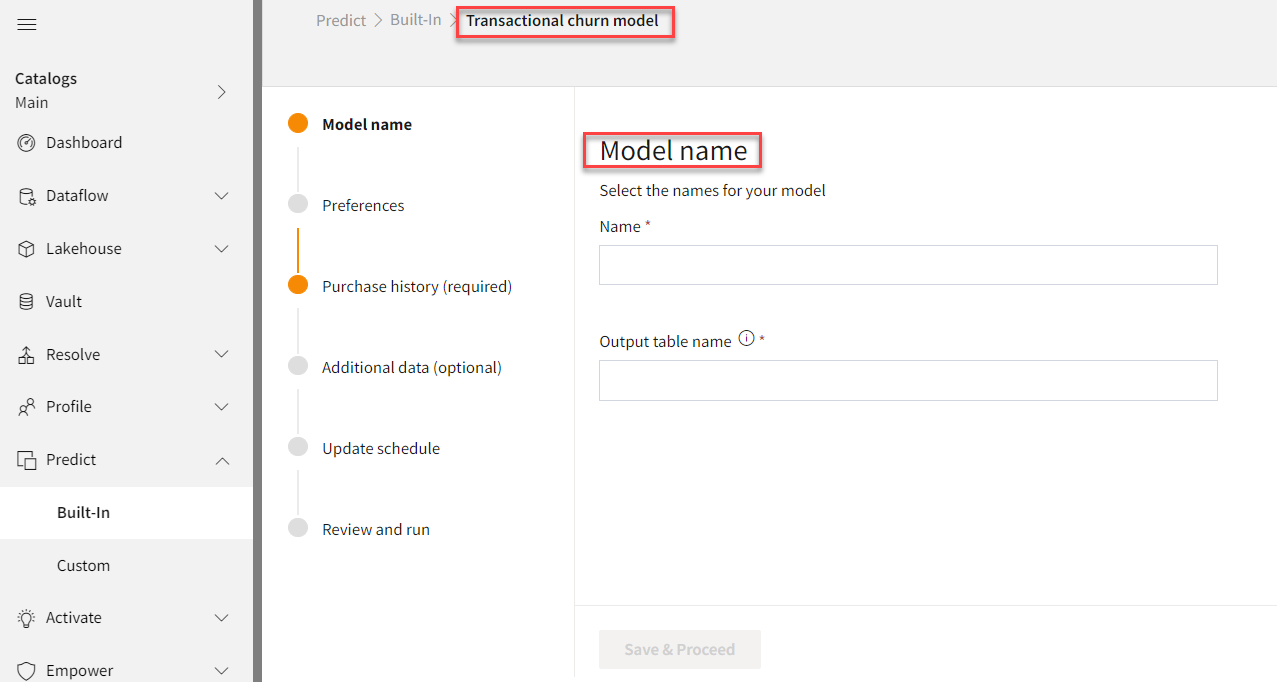 Predict > Built-In > Transactional churn model
Catalogs
Main
Dashboard
Dataflow
Lakehouse
Vault
Resolve
Profile
Predict
Built-In
Custom
Activate
Empower
Model name
Preferences
Purchase history (required)
Additional data (optional)
Update schedule
Review and run
Model name
Select the names for your model
Name *
Output table name ⓘ *
Save & Proceed